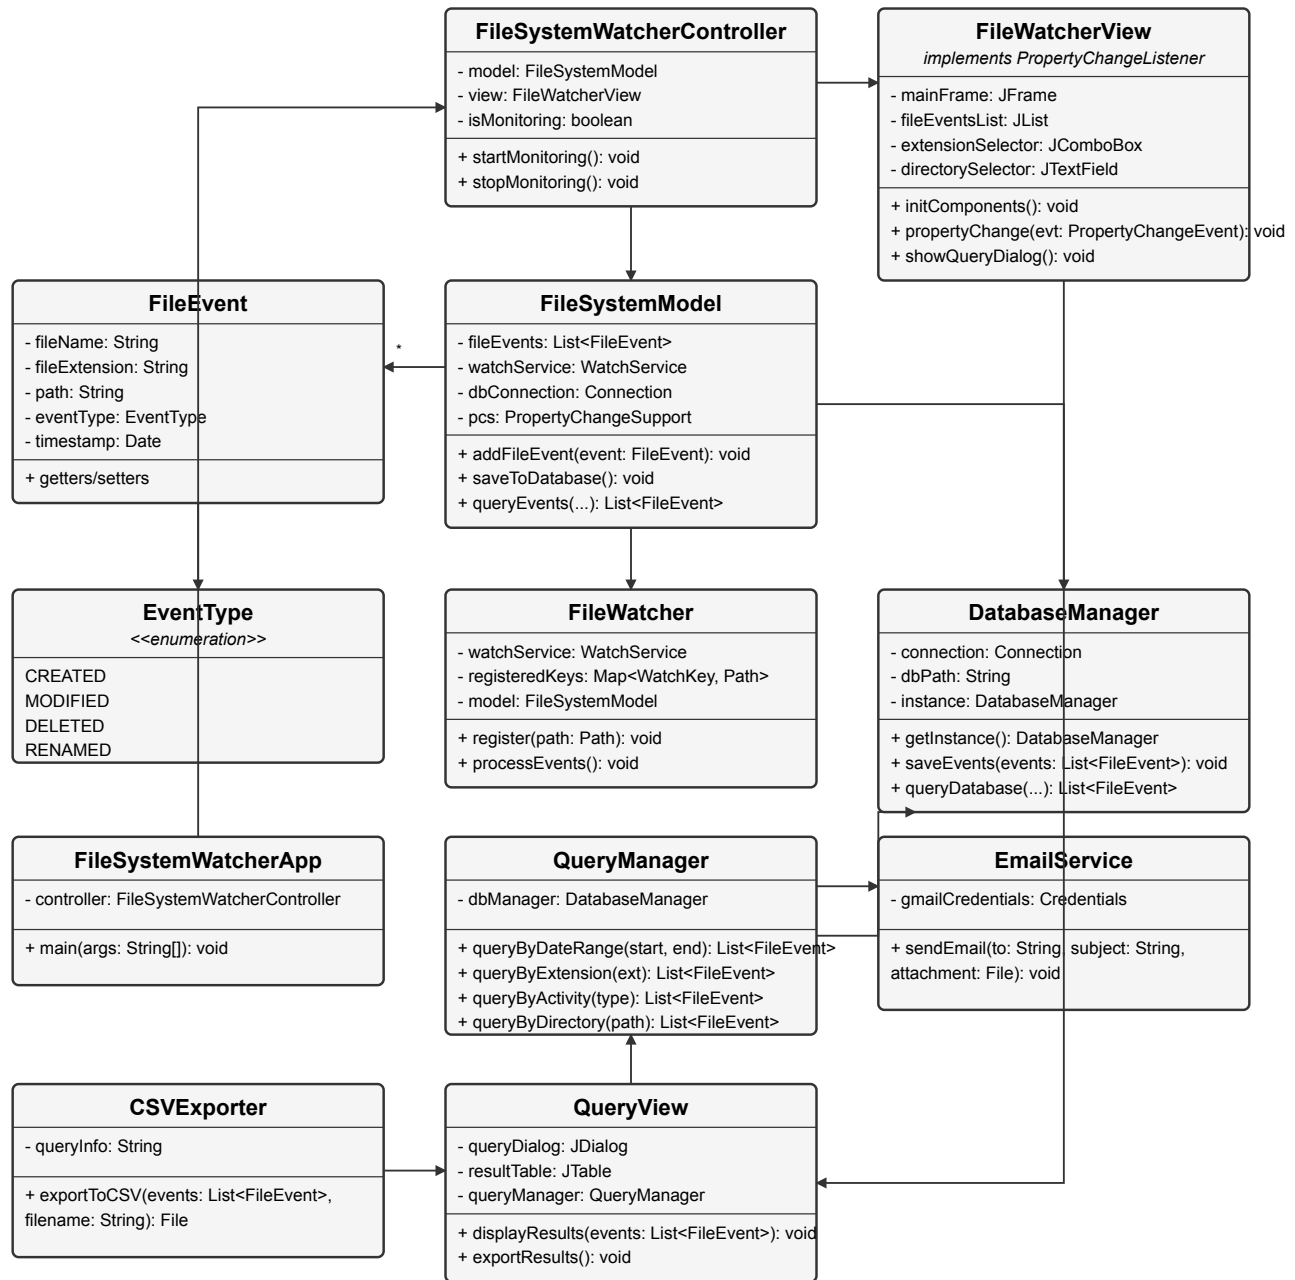 FileSystemWatcherController
- model: FileSystemModel
- view: FileWatcherView
- isMonitoring: boolean
+ startMonitoring(): void
+ stopMonitoring(): void
FileWatcherView
implements PropertyChangeListener
- mainFrame: JFrame
- fileEventsList: JList
- extensionSelector: JComboBox
- directorySelector: JTextField
+ initComponents(): void
+ propertyChange(evt: PropertyChangeEvent): void
+ showQueryDialog(): void
FileEvent
- fileName: String
- fileExtension: String
- path: String
- eventType: EventType
- timestamp: Date
+ getters/setters
*
FileSystemModel
- fileEvents: List<FileEvent>
- watchService: WatchService
- dbConnection: Connection
- pcs: PropertyChangeSupport
+ addFileEvent(event: FileEvent): void
+ saveToDatabase(): void
+ queryEvents(...): List<FileEvent>
EventType
<<enumeration>>
CREATED
MODIFIED
DELETED
RENAMED
FileWatcher
- watchService: WatchService
- registeredKeys: Map<WatchKey, Path>
- model: FileSystemModel
+ register(path: Path): void
+ processEvents(): void
DatabaseManager
- connection: Connection
- dbPath: String
- instance: DatabaseManager
+ getInstance(): DatabaseManager
+ saveEvents(events: List<FileEvent>): void
+ queryDatabase(...): List<FileEvent>
FileSystemWatcherApp
- controller: FileSystemWatcherController
+ main(args: String[]): void
QueryManager
- dbManager: DatabaseManager
+ queryByDateRange(start, end): List<FileEvent>
+ queryByExtension(ext): List<FileEvent>
+ queryByActivity(type): List<FileEvent>
+ queryByDirectory(path): List<FileEvent>
EmailService
- gmailCredentials: Credentials
+ sendEmail(to: String, subject: String,
attachment: File): void
CSVExporter
- queryInfo: String
+ exportToCSV(events: List<FileEvent>,
filename: String): File
QueryView
- queryDialog: JDialog
- resultTable: JTable
- queryManager: QueryManager
+ displayResults(events: List<FileEvent>): void
+ exportResults(): void